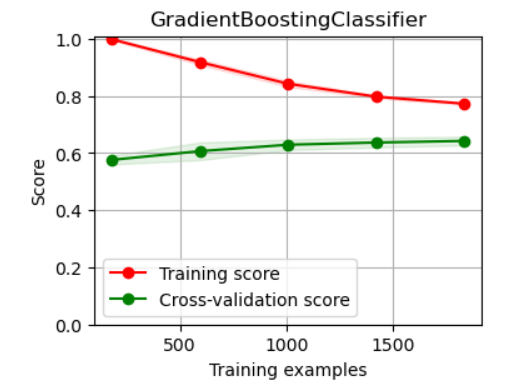 GradientBoostingClassifier
1.0
0.8
0.6
0.4
0.2
0.0
Score
Training score
Cross-validation score
500
1000
1500
Training examples